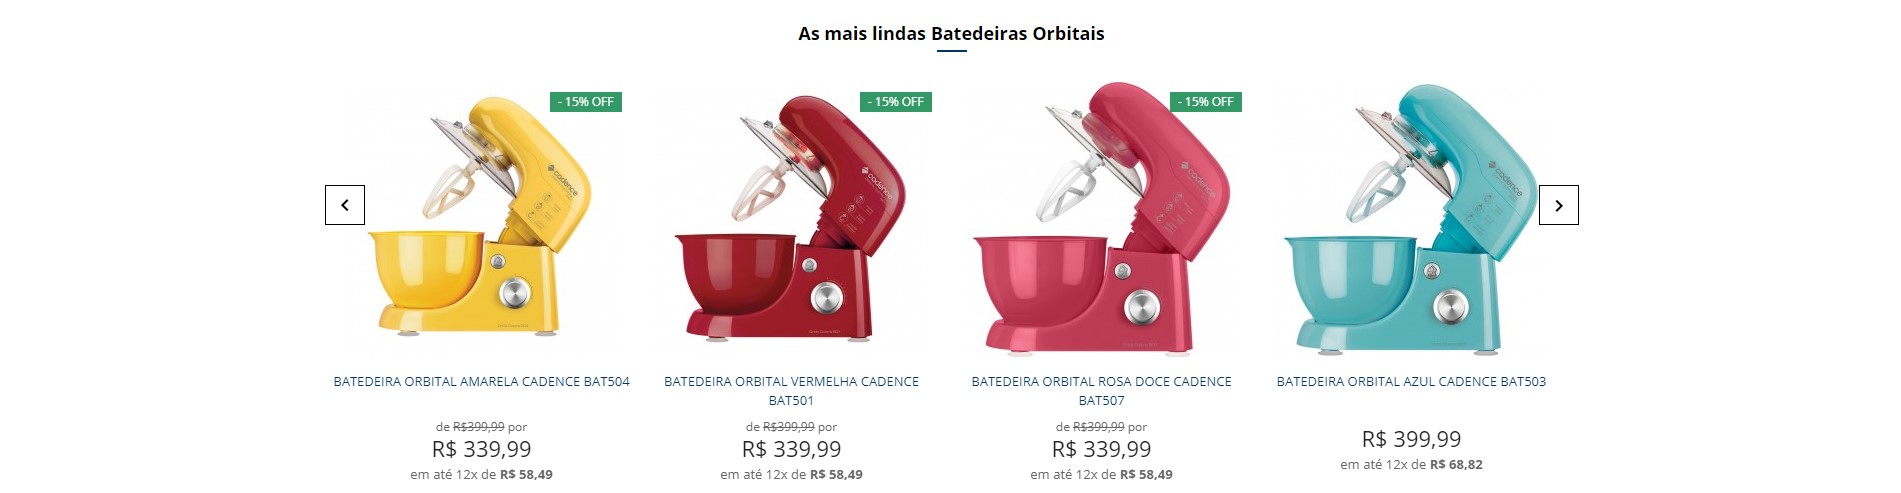 As mais lindas Batedeiras Orbitais
- 15% OFF
- 15% OFF
- 15% OFF
cadence
cadence
cadence
cadence
BATEDEIRA ORBITAL AMARELA CADENCE BAT504
de R$399,99 por
R$ 339,99
em até 12x de R$ 58,49
BATEDEIRA ORBITAL VERMELHA CADENCE
BAT501
de R$399,99 por
R$ 339,99
em até 12x de R$ 58,49
BATEDEIRA ORBITAL ROSA DOCE CADENCE
BAT507
de R$399,99 por
R$ 339,99
em até 12x de R$ 58,49
BATEDEIRA ORBITAL AZUL CADENCE BAT503
R$ 399,99
em até 12x de R$ 68,82